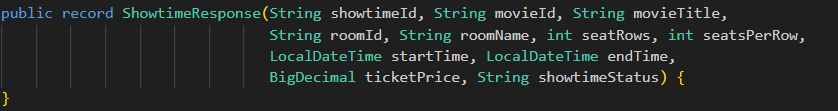 public record ShowtimeResponse(String showtimeId, String movieId, String movieTitle,
String roomId, String roomName, int seatRows, int seatsPerRow,
LocalDateTime startTime, LocalDateTime endTime,
BigDecimal ticketPrice, String showtimeStatus) {
}